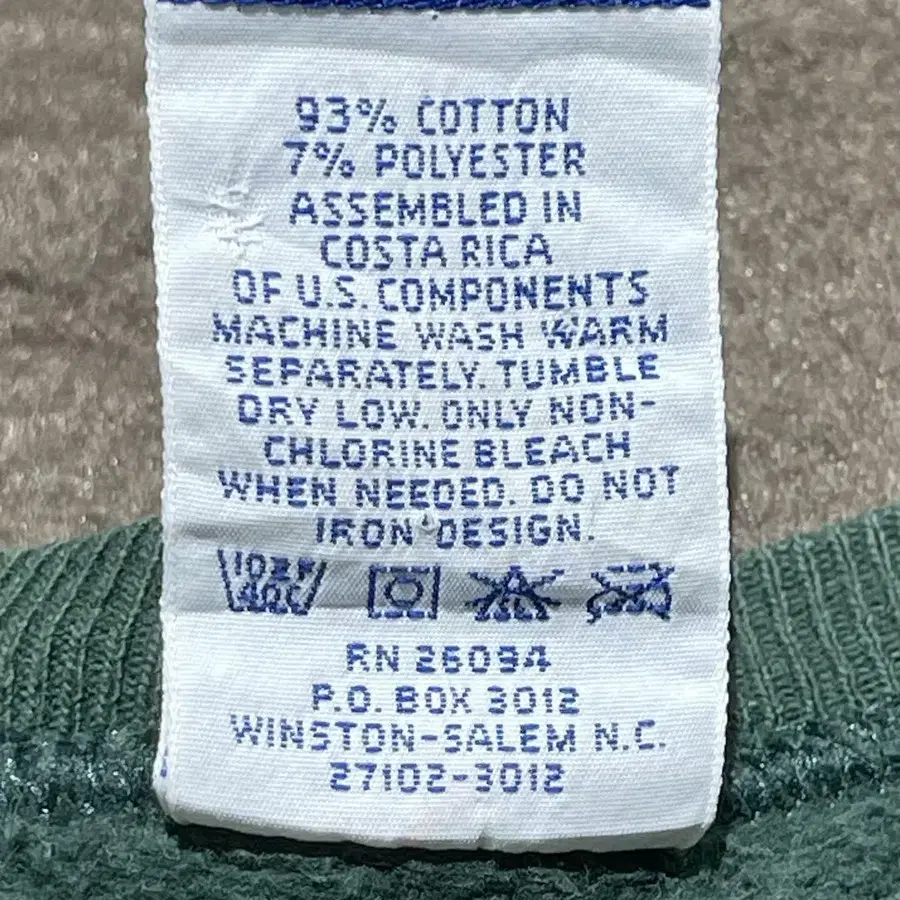 93% COTTON
7% POLYESTER
ASSEMBLED IN
COSTA RICA
OF U.S. COMPONENTS
MACHINE WASH WARM
SEPARATELY. TUMBLE
DRY LOW. ONLY NON-
CHLORINE BLEACH
WHEN NEEDED. DO NOT
IRON DESIGN.
RN 26094
P.O. BOX 3012
WINSTON-SALEM N.C.
27102-3012